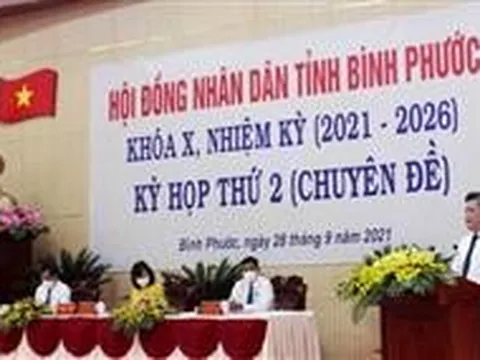 HỘI ĐỒNG NHÂN DÂN TỈNH BÌNH PHƯỚC
KHÓA X, NHIỆM KỲ (2021 - 2026)
KỲ HỌP THỨ 2 (CHUYÊN ĐỀ)
Bình Phước, ngày 28 tháng 9 năm 2021